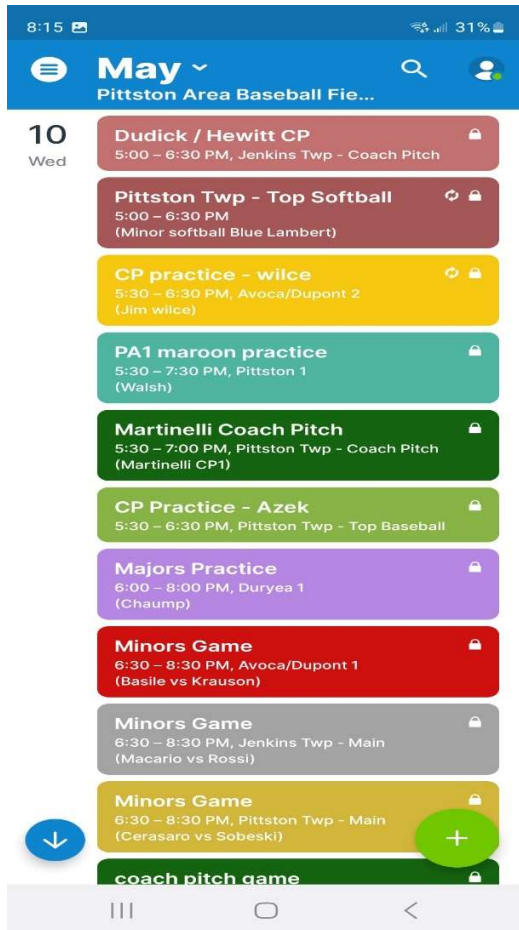 8:15 31%
May
Pittston Area Baseball Fie...
10
Wed
Dudick / Hewitt CP
5:00 – 6:30 PM, Jenkins Twp - Coach Pitch
Pittston Twp - Top Softball
5:00 – 6:30 PM
(Minor softball Blue Lambert)
CP practice - wilce
5:30 – 6:30 PM, Avoca/Dupont 2
(Jim wilce)
PA1 maroon practice
5:30 – 7:30 PM, Pittston 1
(Walsh)
Martinelli Coach Pitch
5:30 – 7:00 PM, Pittston Twp - Coach Pitch
(Martinelli CP1)
CP Practice - Azek
5:30 – 6:30 PM, Pittston Twp - Top Baseball
Majors Practice
6:00 – 8:00 PM, Duryea 1
(Chaump)
Minors Game
6:30 – 8:30 PM, Avoca/Dupont 1
(Basile vs Krauson)
Minors Game
6:30 – 8:30 PM, Jenkins Twp - Main
(Macario vs Rossi)
Minors Game
6:30 – 8:30 PM, Pittston Twp - Main
(Cerasaro vs Sobeski)
coach pitch game